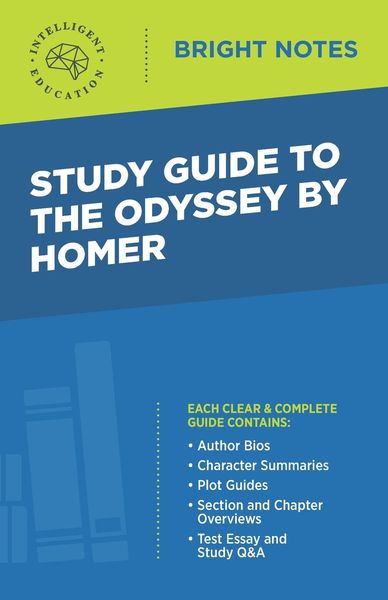 INTELLIGENT
EDUCATION
BRIGHT NOTES
STUDY GUIDE TO
THE ODYSSEY BY
HOMER
EACH CLEAR & COMPLETE
GUIDE CONTAINS:
• Author Bios
• Character Summaries
• Plot Guides
• Section and Chapter
Overviews
• Test Essay and
Study Q&A